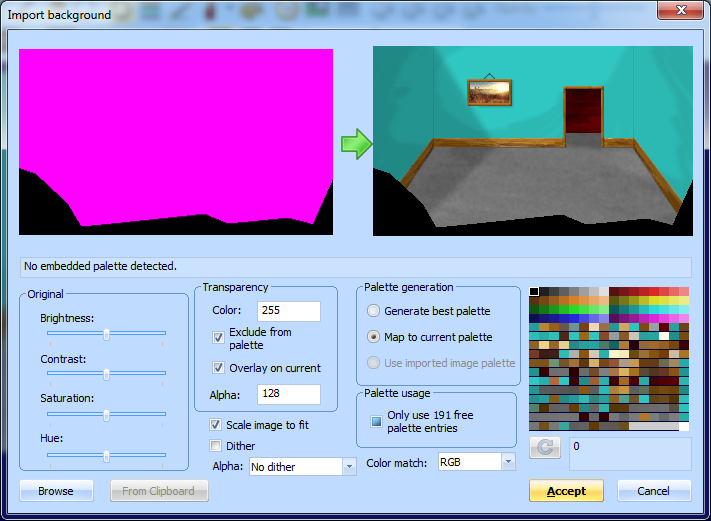 Import background
No embedded palette detected.
Original
Brightness:
Contrast:
Saturation:
Hue:
Transparency
Color: 255
Exclude from
palette
Overlay on current
Alpha: 128
Scale image to fit
Dither
Alpha: No dither
Palette generation
Generate best palette
Map to current palette
Use imported image palette
Palette usage
Only use 191 free
palette entries
Color match: RGB
0
Browse
From Clipboard
Accept
Cancel